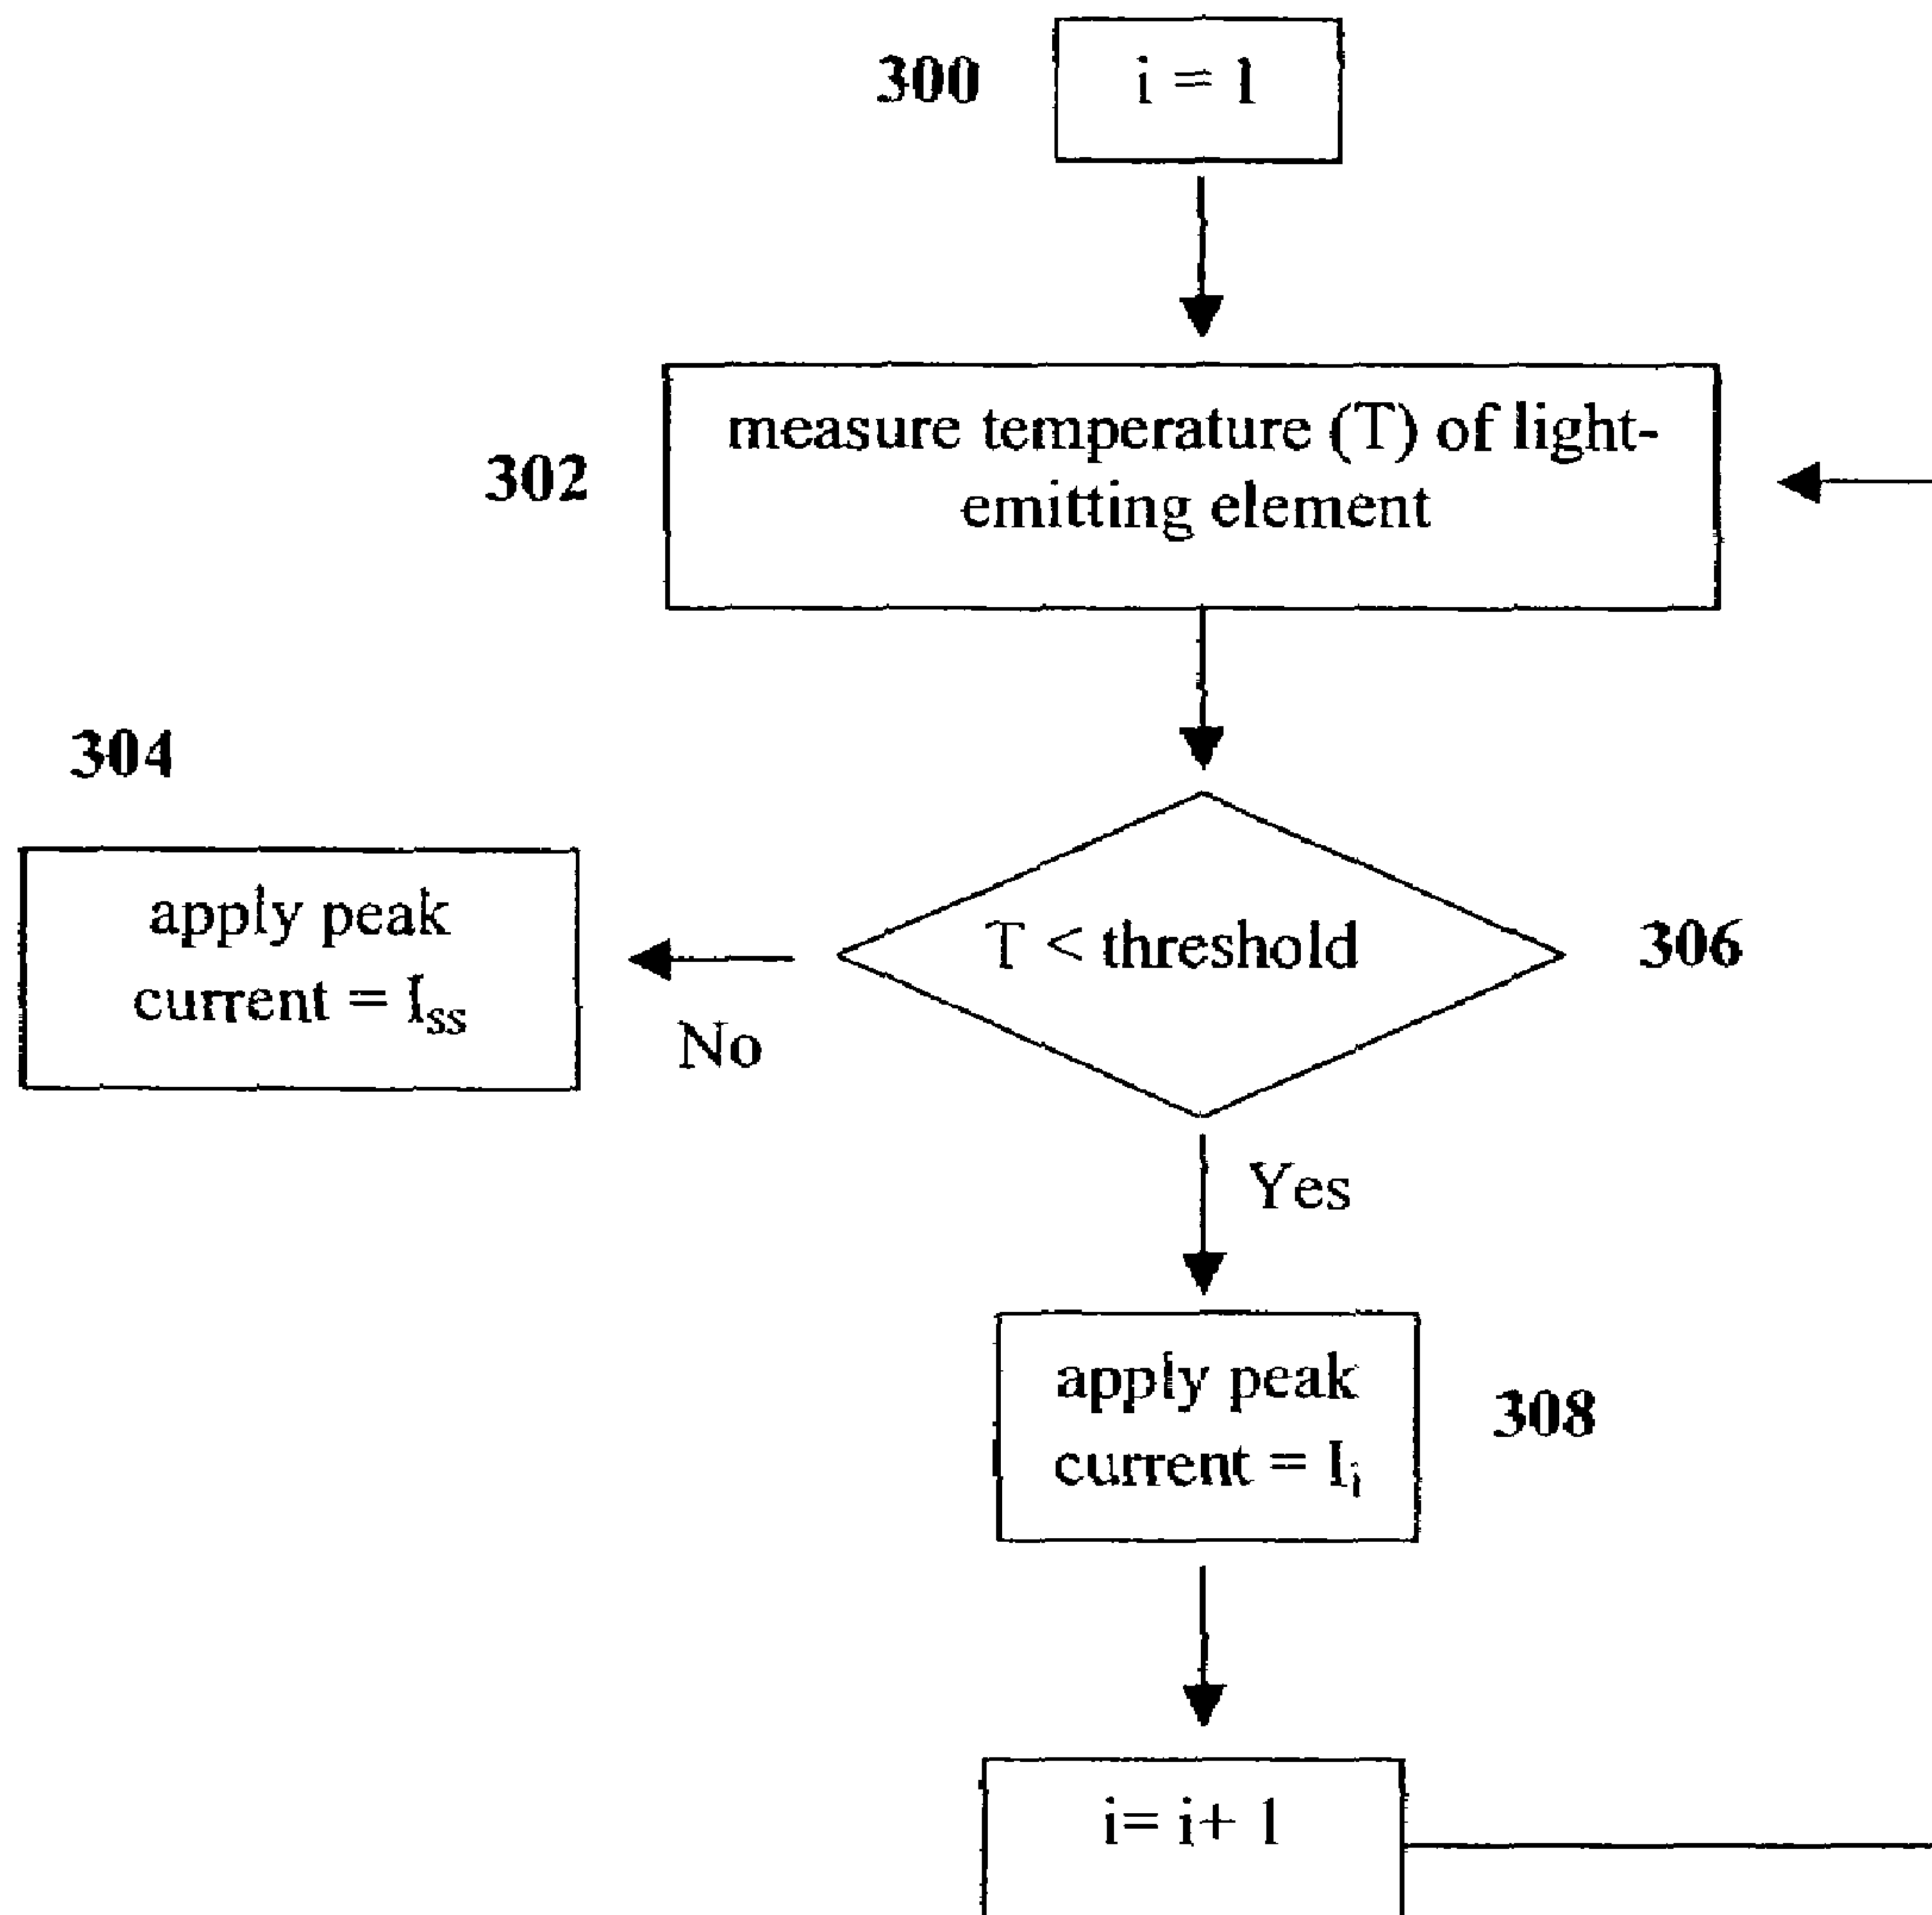 300
i = 1
302
measure temperature (T) of light-
emitting element
304
apply peak
current = Iss
T < threshold
306
No
Yes
apply peak
current = Ii
308
i= i+ 1